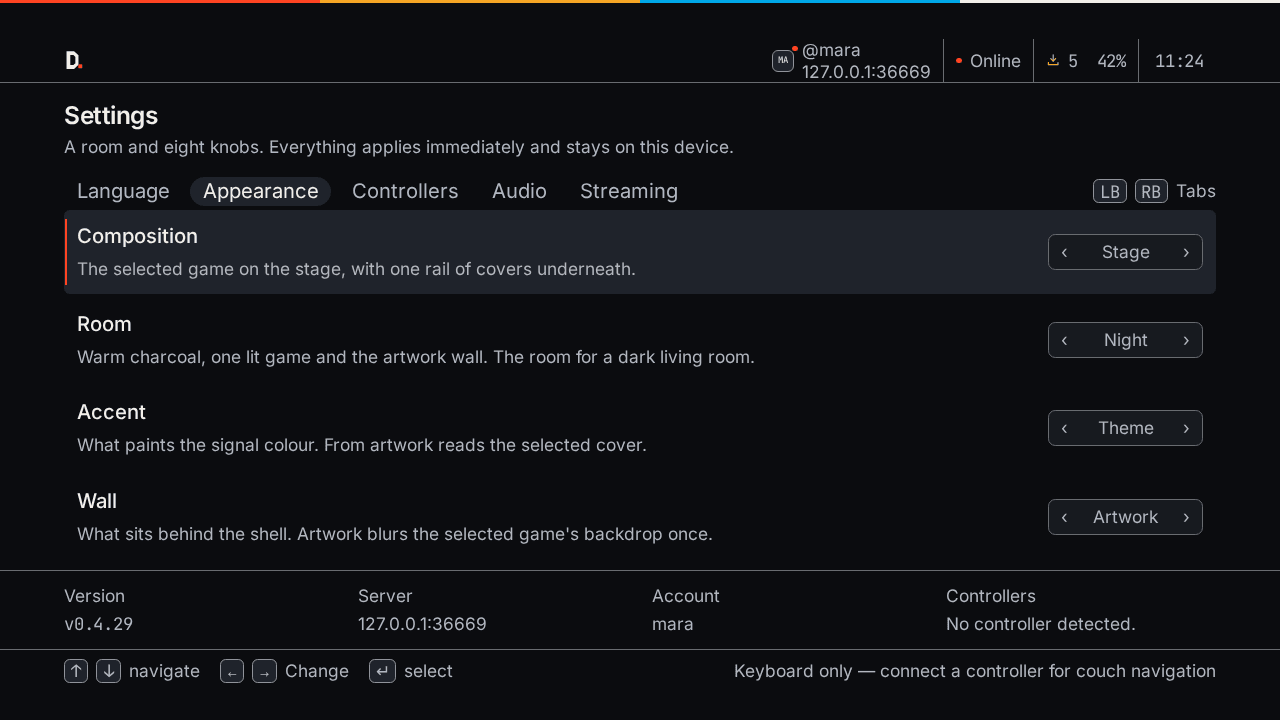 D.
MA
@mara
127.0.0.1:36669
Online
5
42%
11:24
Settings
A room and eight knobs. Everything applies immediately and stays on this device.
Language Appearance Controllers Audio Streaming
LB RB Tabs
Composition
The selected game on the stage, with one rail of covers underneath.
‹ Stage ›
Room
Warm charcoal, one lit game and the artwork wall. The room for a dark living room.
‹ Night ›
Accent
What paints the signal colour. From artwork reads the selected cover.
‹ Theme ›
Wall
What sits behind the shell. Artwork blurs the selected game's backdrop once.
‹ Artwork ›
Version
v0.4.29
Server
127.0.0.1:36669
Account
mara
Controllers
No controller detected.
↑ ↓ navigate ← → Change ↵ select
Keyboard only — connect a controller for couch navigation